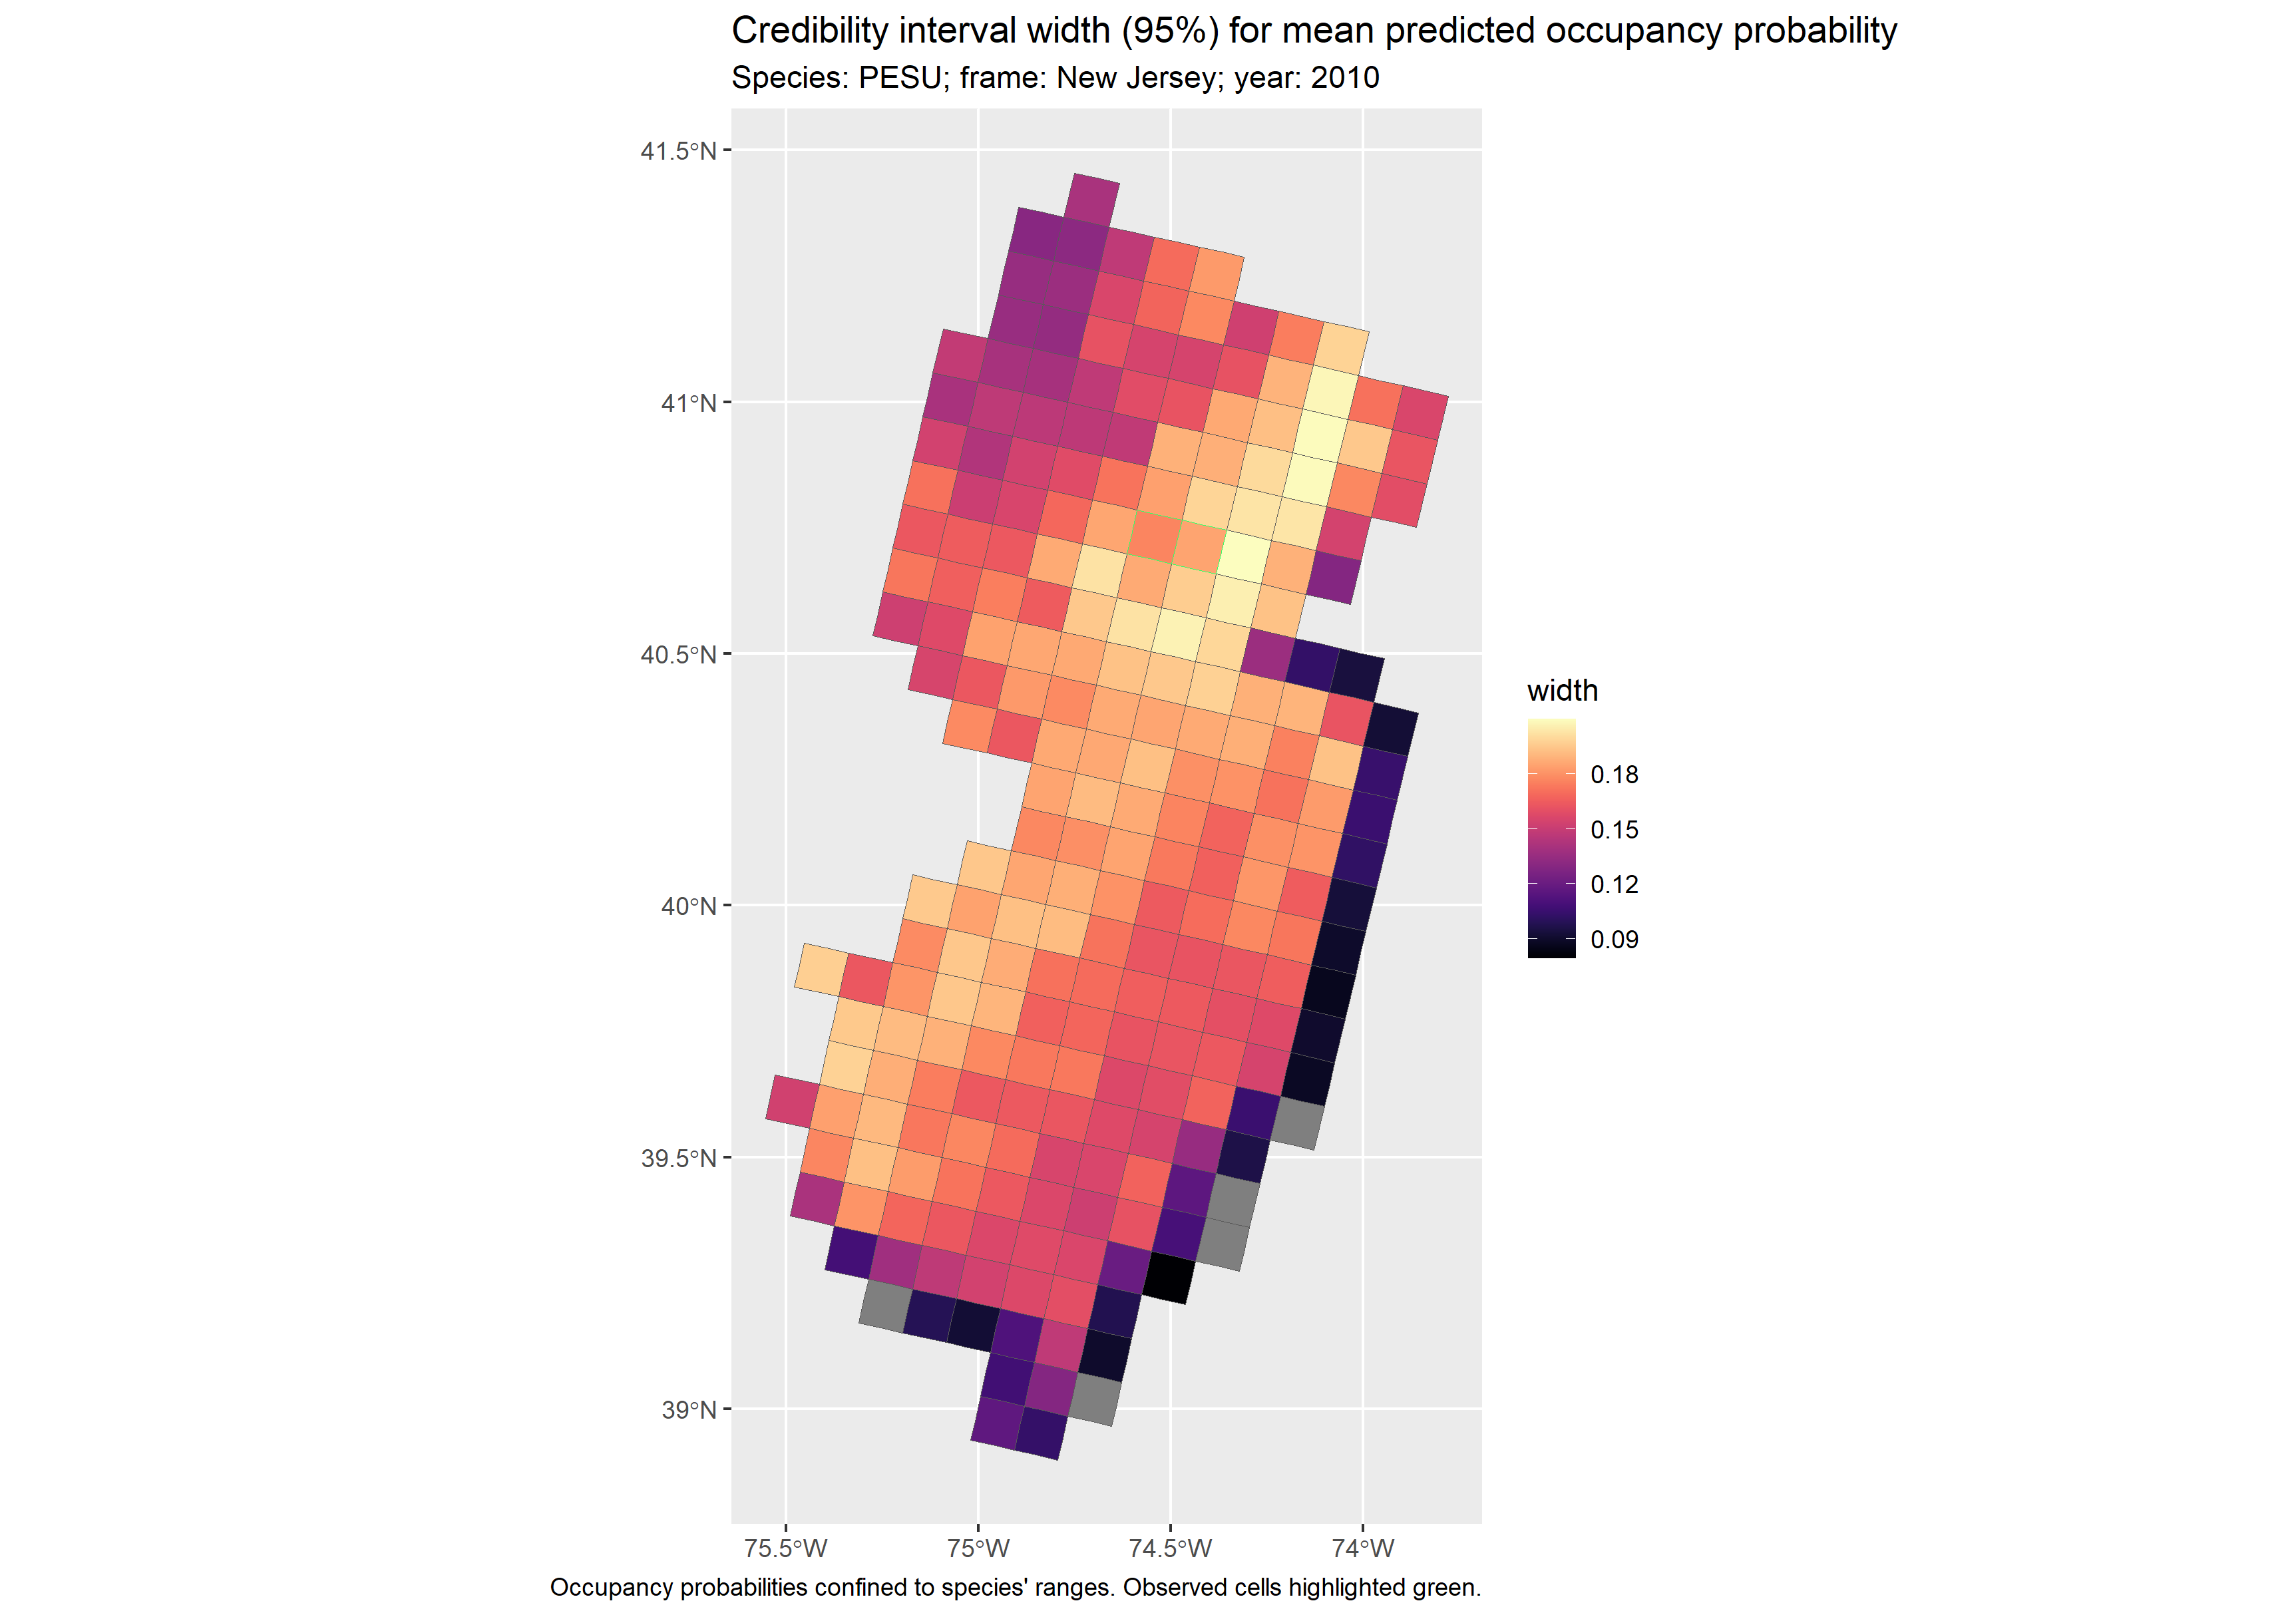 Credibility interval width (95%) for mean predicted occupancy probability
Species: PESU; frame: New Jersey; year: 2010
41.5°N
41°N
40.5°N
40°N
39.5°N
39°N
75.5°W
75°W
74.5°W
74°W
width
0.18
0.15
0.12
0.09
Occupancy probabilities confined to species' ranges. Observed cells highlighted green.